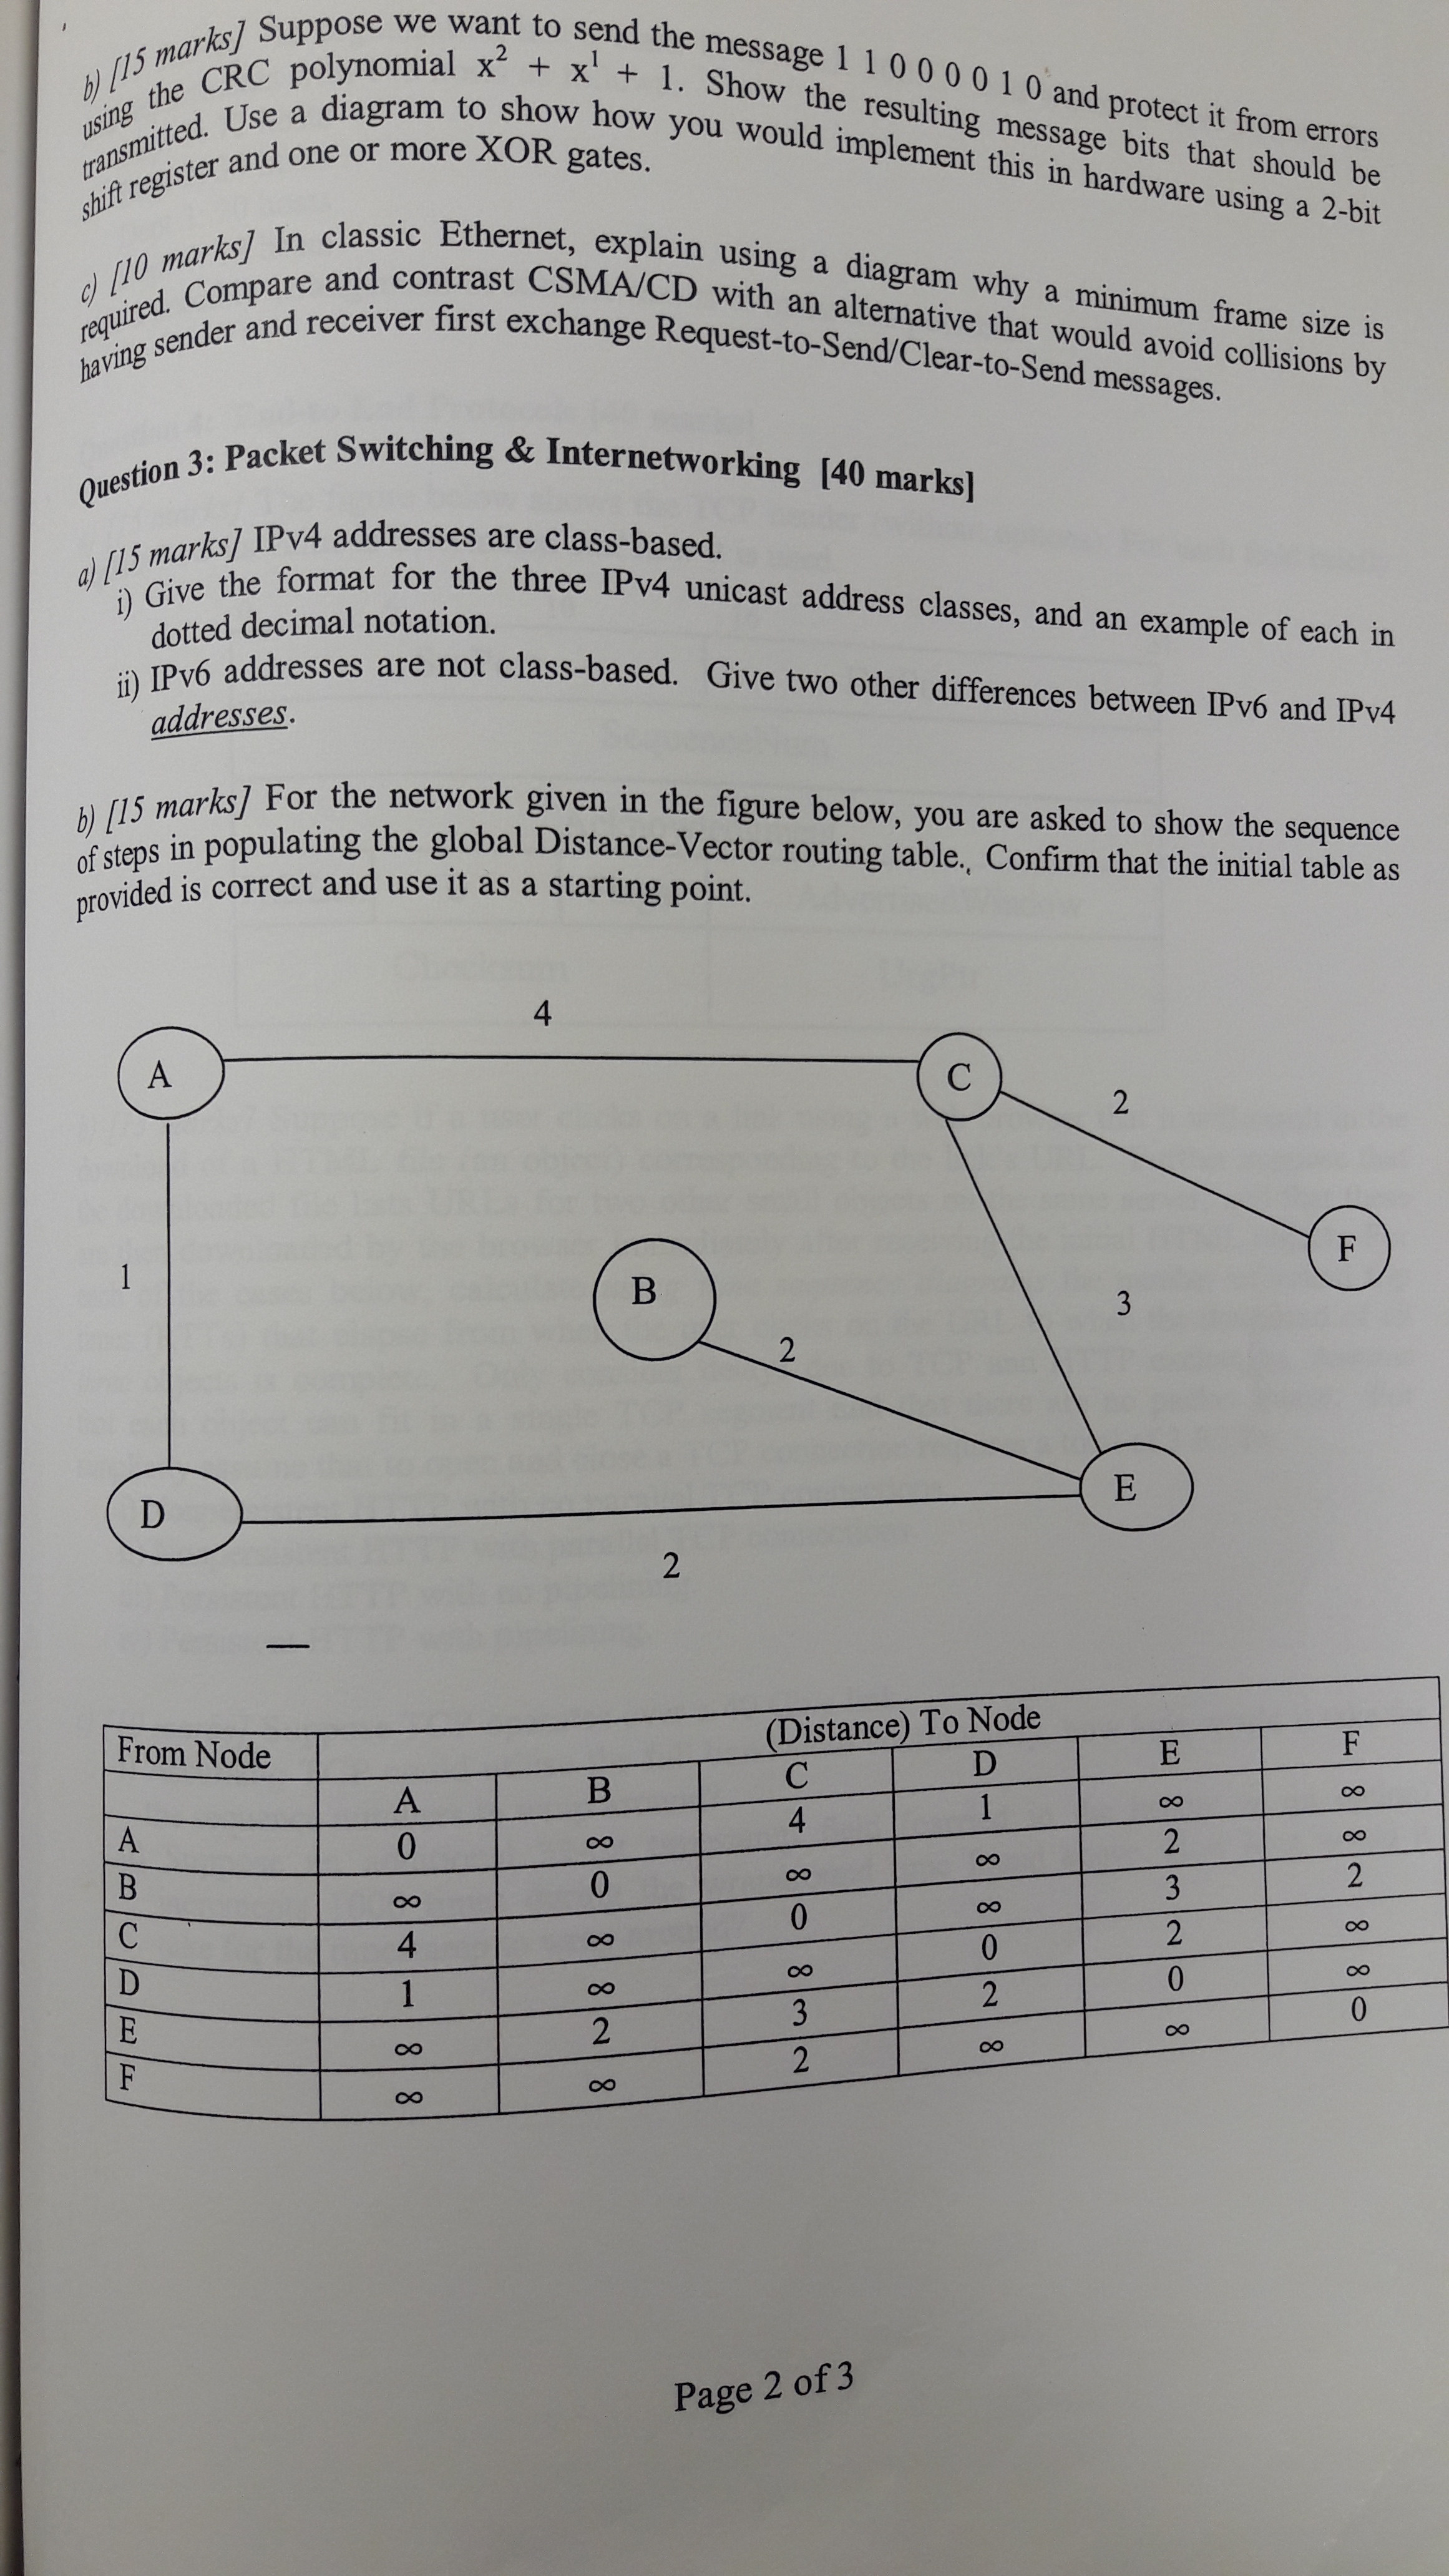 b) [15 marks] Suppose we want to send the message 1 1 0 0 0 0 1 0 and protect it from errors
using the CRC polynomial x² + x¹ + 1. Show the resulting message bits that should be
transmitted. Use a diagram to show how you would implement this in hardware using a 2-bit
shift register and one or more XOR gates.
c) [10 marks] In classic Ethernet, explain using a diagram why a minimum frame size is
required. Compare and contrast CSMA/CD with an alternative that would avoid collisions by
having sender and receiver first exchange Request-to-Send/Clear-to-Send messages.
Question 3: Packet Switching & Internetworking [40 marks]
a) [15 marks] IPv4 addresses are class-based.
i) Give the format for the three IPv4 unicast address classes, and an example of each in
dotted decimal notation.
ii) IPv6 addresses are not class-based. Give two other differences between IPv6 and IPv4
addresses.
b) [15 marks] For the network given in the figure below, you are asked to show the sequence
of steps in populating the global Distance-Vector routing table., Confirm that the initial table as
provided is correct and use it as a starting point.
4
A
C
2
F
1
B
3
2
E
D
2
From Node (Distance) To Node
A B C D E F
A 0 ∞ 4 1 ∞ ∞
B ∞ 0 ∞ ∞ 2 ∞
C 4 ∞ 0 ∞ 3 2
D 1 ∞ ∞ 0 2 ∞
E ∞ 2 3 2 0 ∞
F ∞ ∞ 2 ∞ ∞ 0
Page 2 of 3